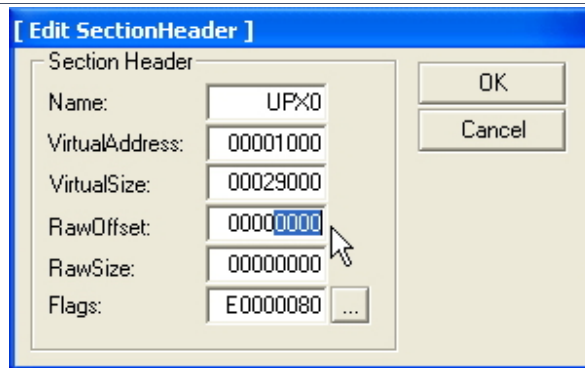 [ Edit SectionHeader ]
Section Header
Name: UPX0
VirtualAddress: 00001000
VirtualSize: 00029000
RawOffset: 00000000
RawSize: 00000000
Flags: E0000080 ...
OK
Cancel